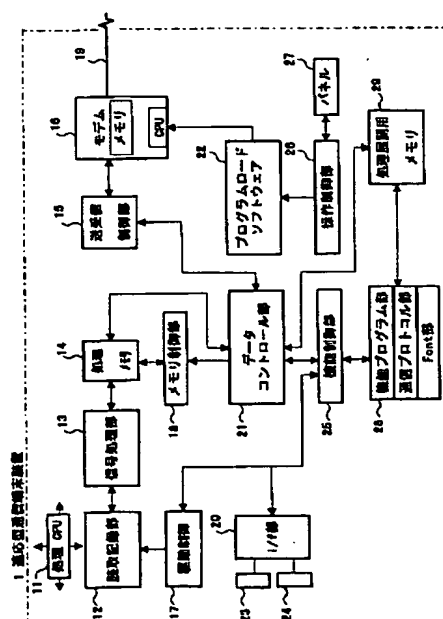 1 適応型通信端末装置
11
処理 CPU
12
読取記録部
13
信号処理部
14
処理
メモリ
15
送受信
制御部
16
モデム
メモリ
CPU
19
17
駆動制御
18
メモリ制御部
21
データ
コントロール部
22
プログラムロード
ソフトウェア
27
パネル
26
操作制御部
20
i/f部
23
24
25
検査制御部
28
機能プログラム部
通信プロトコル部
Font部
29
処理展開用
メモリ